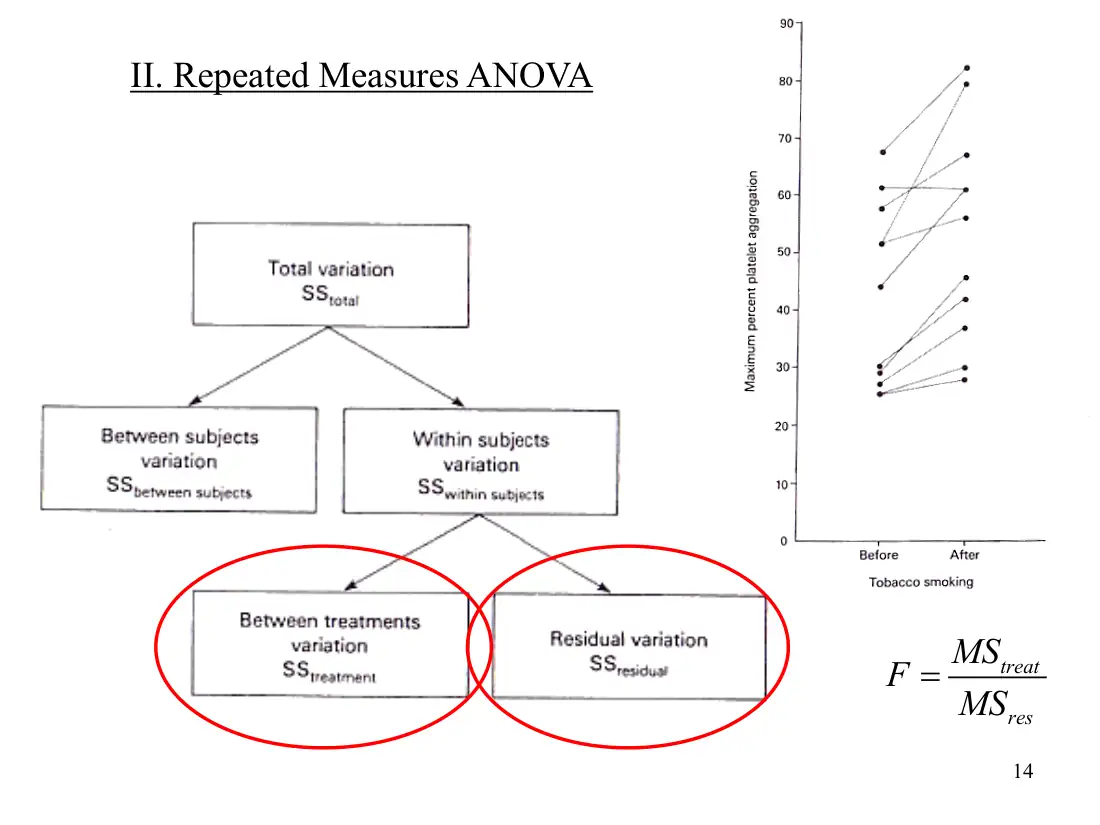 II. Repeated Measures ANOVA
Total variation
SStotal
Between subjects
variation
SSbetween subjects
Within subjects
variation
SSwithin subjects
Between treatments
variation
SStreatment
Residual variation
SSresidual
Maximum percent platelet aggregation
90
80
70
60
50
40
30
20
10
0
Before After
Tobacco smoking
F = MStreat / MSres
14